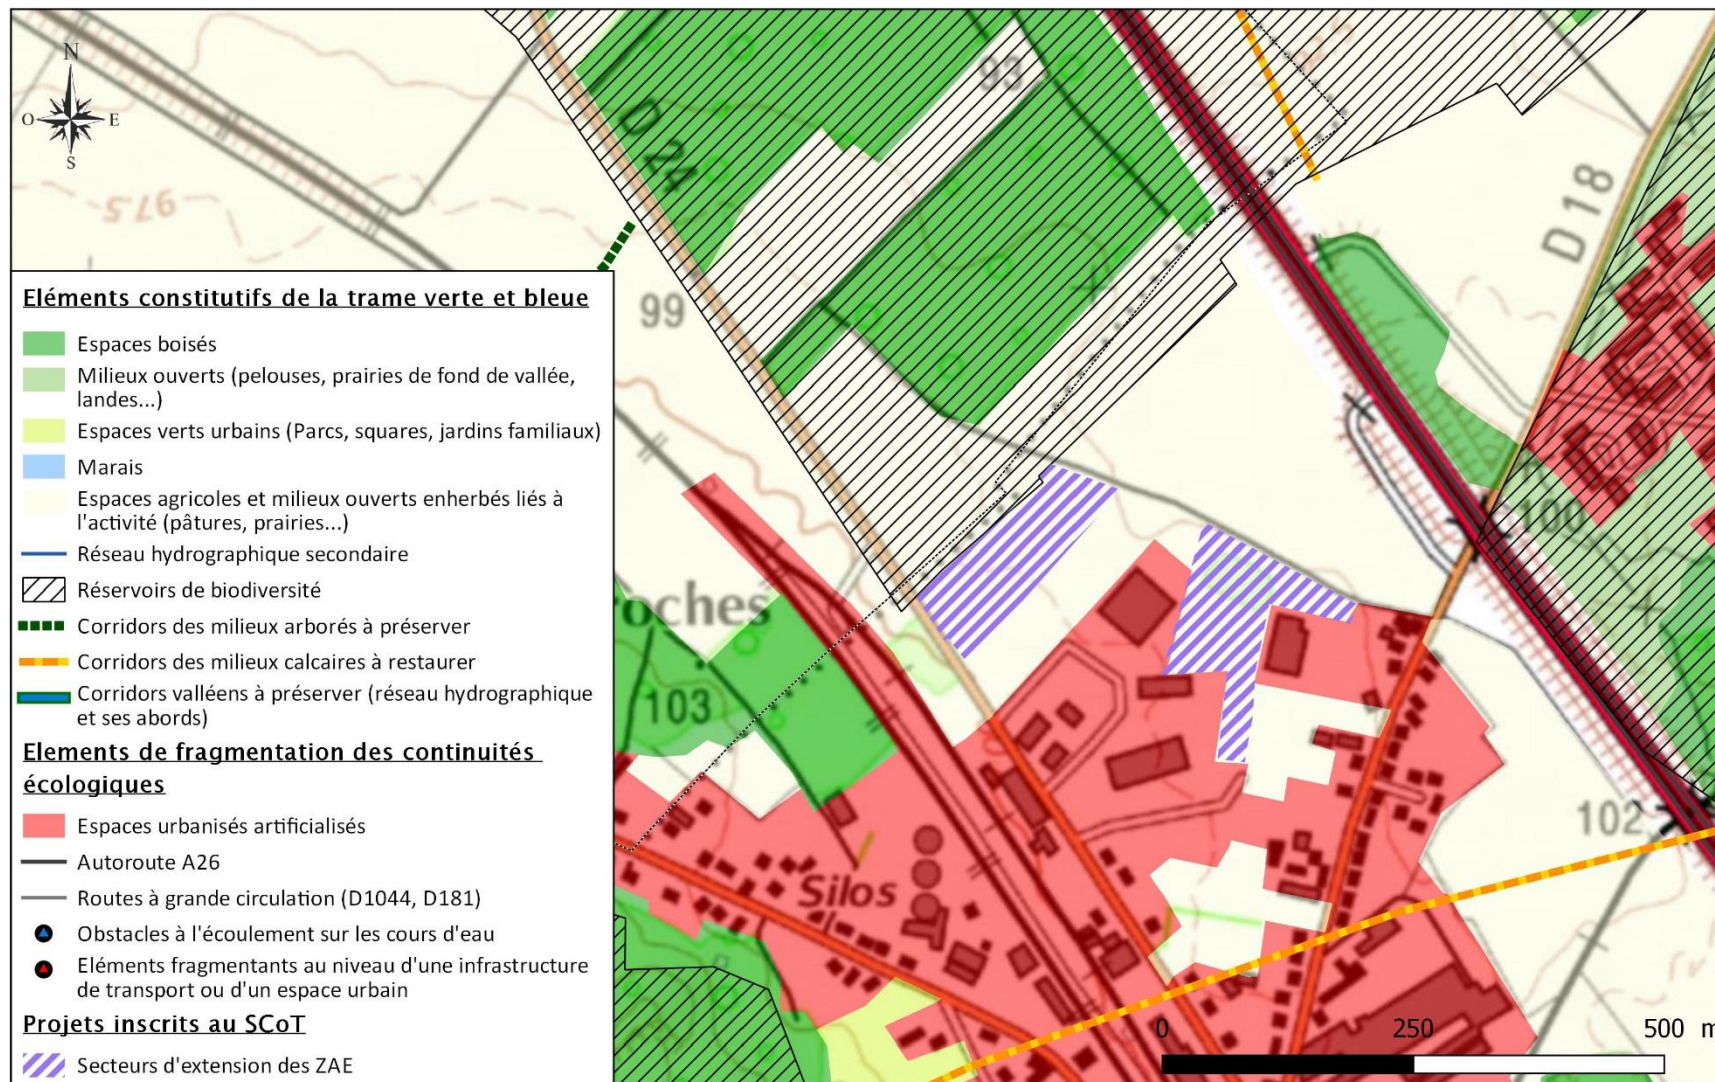 N
O
E
S
97.5
D 24
93
99
D 18
Eléments constitutifs de la trame verte et bleue
Espaces boisés
Milieux ouverts (pelouses, prairies de fond de vallée,
landes...)
Espaces verts urbains (Parcs, squares, jardins familiaux)
Marais
Espaces agricoles et milieux ouverts enherbés liés à
l'activité (pâtures, prairies...)
Réseau hydrographique secondaire
Réservoirs de biodiversité
Corridors des milieux arborés à préserver
Corridors des milieux calcaires à restaurer
Corridors valléens à préserver (réseau hydrographique
et ses abords)
Elements de fragmentation des continuités
écologiques
Espaces urbanisés artificialisés
Autoroute A26
Routes à grande circulation (D1044, D181)
Obstacles à l'écoulement sur les cours d'eau
Eléments fragmentants au niveau d'une infrastructure
de transport ou d'un espace urbain
Projets inscrits au SCoT
Secteurs d'extension des ZAE
oches
103
100
102
Silos
0 250 500 m